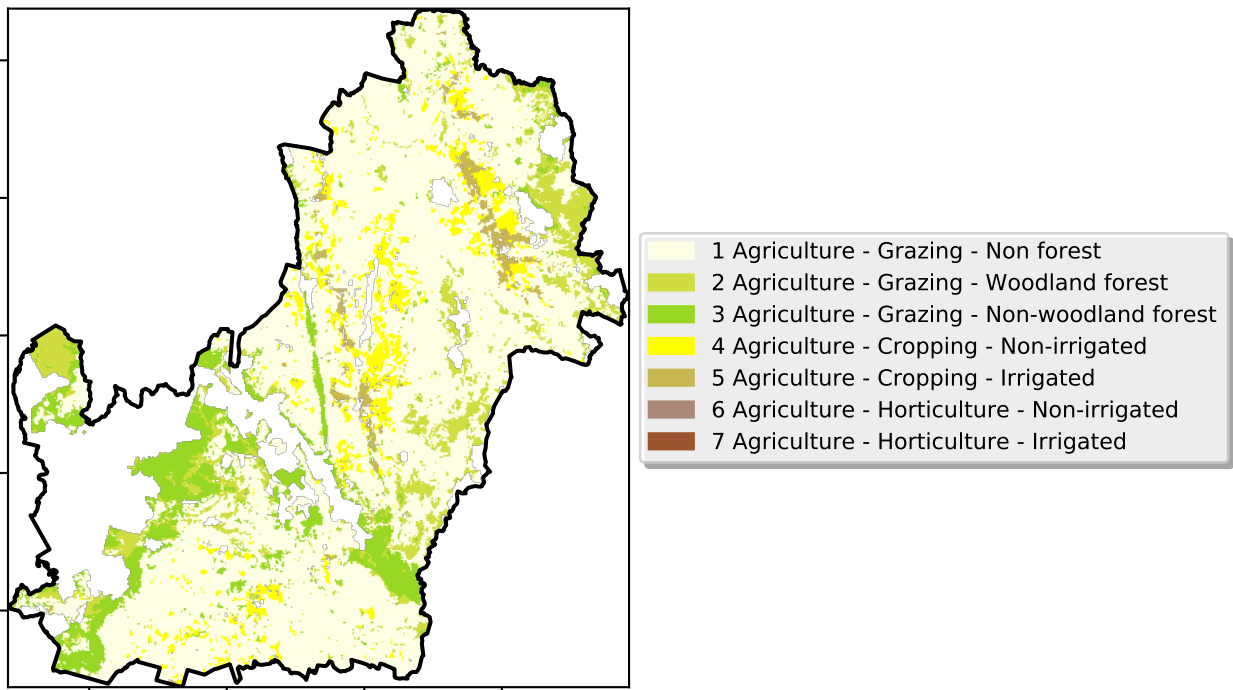 1 Agriculture - Grazing - Non forest
2 Agriculture - Grazing - Woodland forest
3 Agriculture - Grazing - Non-woodland forest
4 Agriculture - Cropping - Non-irrigated
5 Agriculture - Cropping - Irrigated
6 Agriculture - Horticulture - Non-irrigated
7 Agriculture - Horticulture - Irrigated